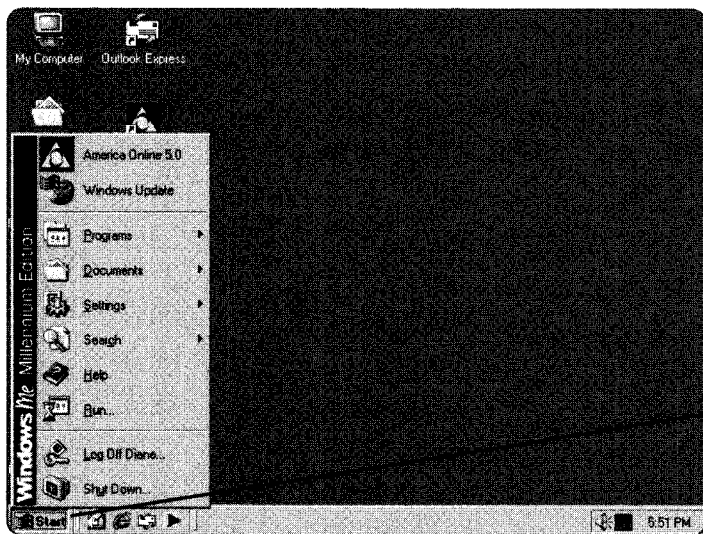 My Computer
Outlook Express
America Online 5.0
Windows Update
Programs
Documents
Settings
Search
Help
Run...
Log Off Diane...
Shut Down...
Windows Me Millennium Edition
Start
5:51 PM